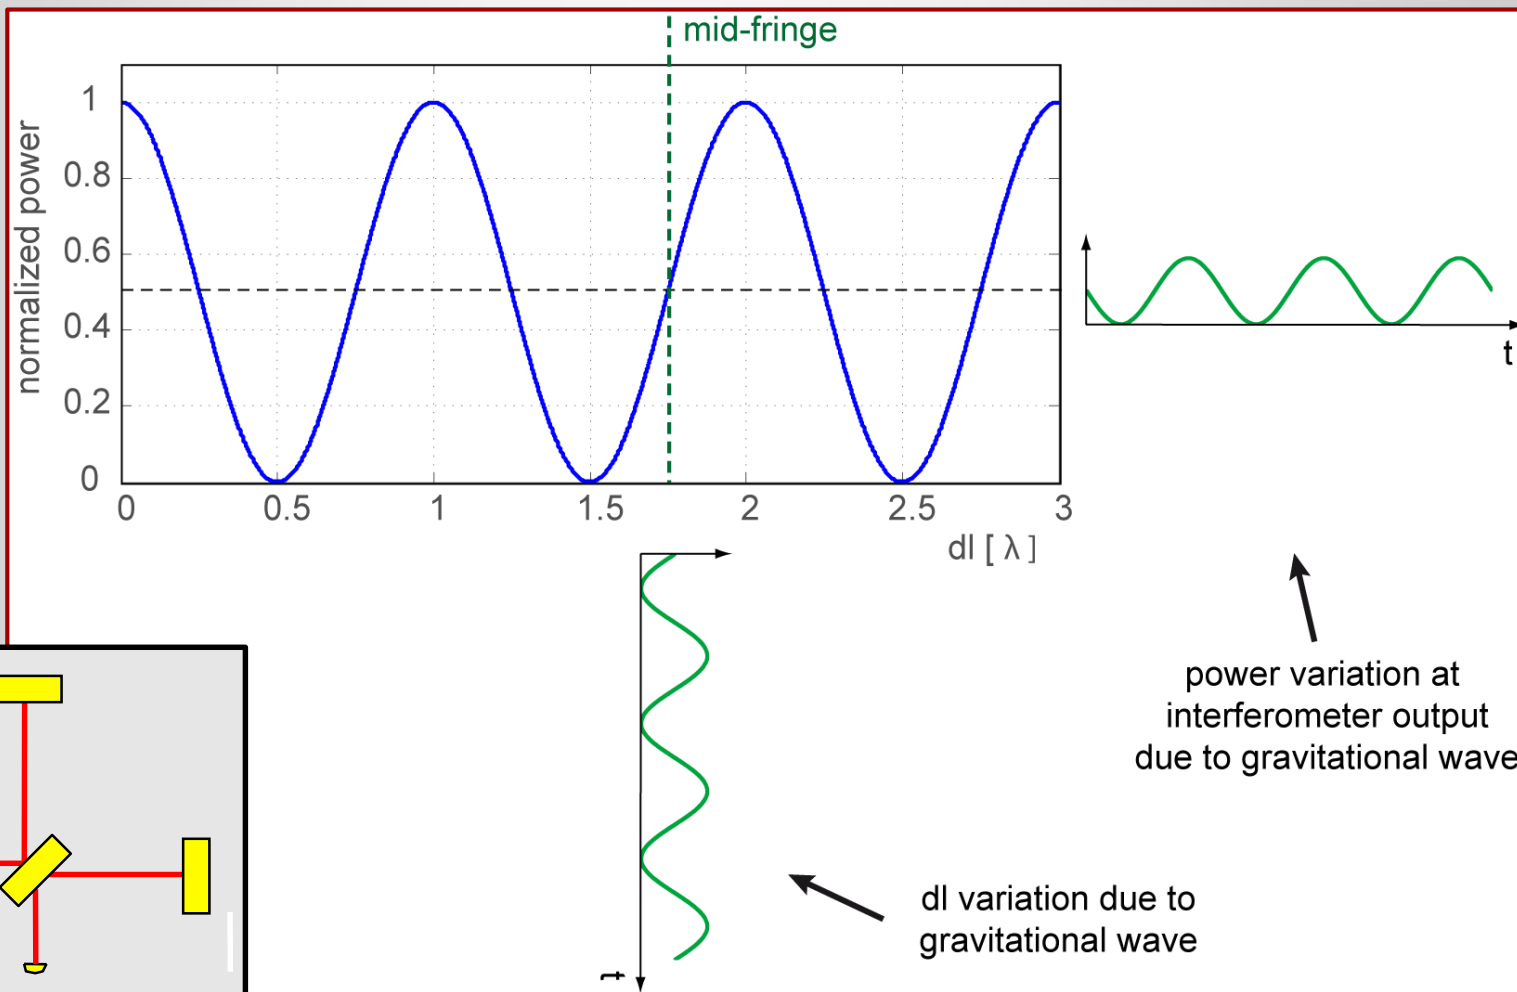 mid-fringe
normalized power
1
0.8
0.6
0.4
0.2
0
0 0.5 1 1.5 2 2.5 3
dl [ λ ]
t
power variation at
interferometer output
due to gravitational wave
dl variation due to
gravitational wave
t